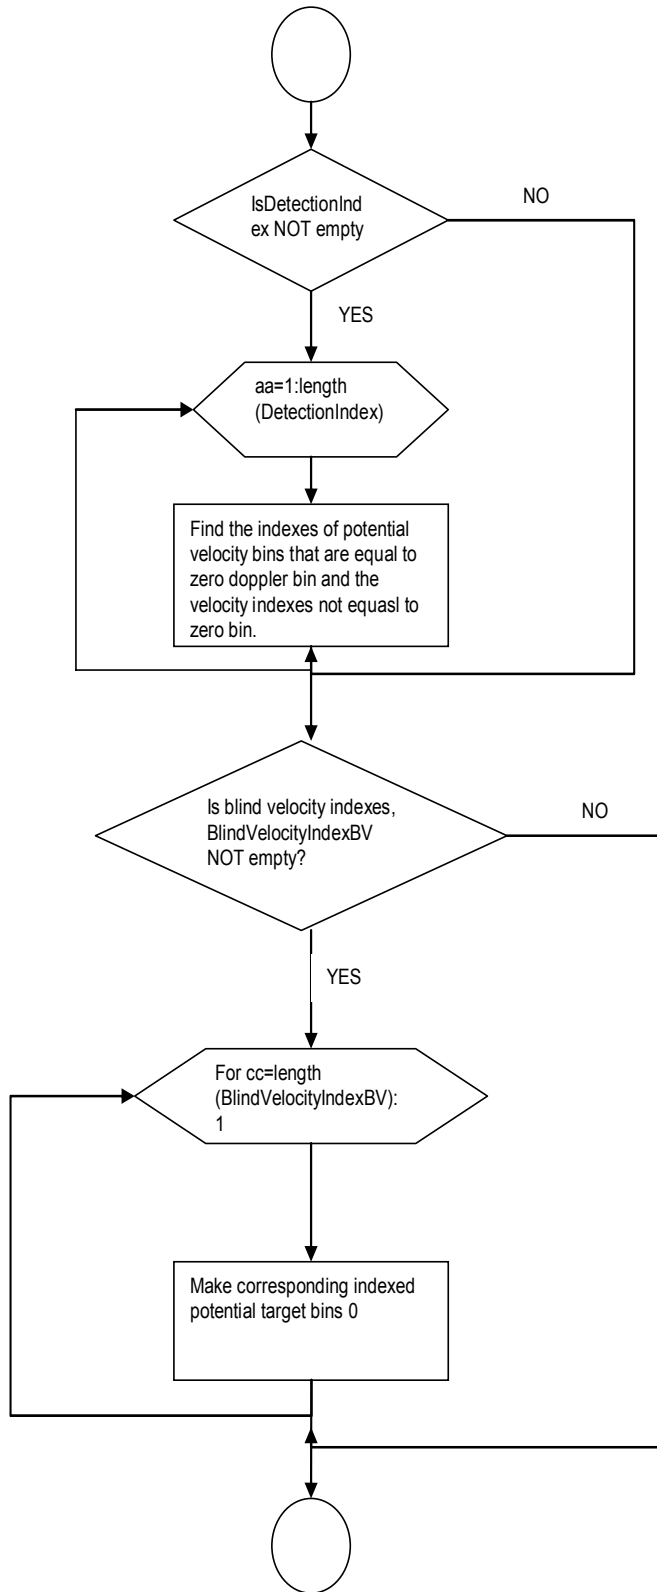 IsDetectionInd
ex NOT empty
NO
YES
aa=1:length
(DetectionIndex)
Find the indexes of potential
velocity bins that are equal to
zero doppler bin and the
velocity indexes not equasl to
zero bin.
Is blind velocity indexes,
BlindVelocityIndexBV
NOT empty?
NO
YES
For cc=length
(BlindVelocityIndexBV):
1
Make corresponding indexed
potential target bins 0